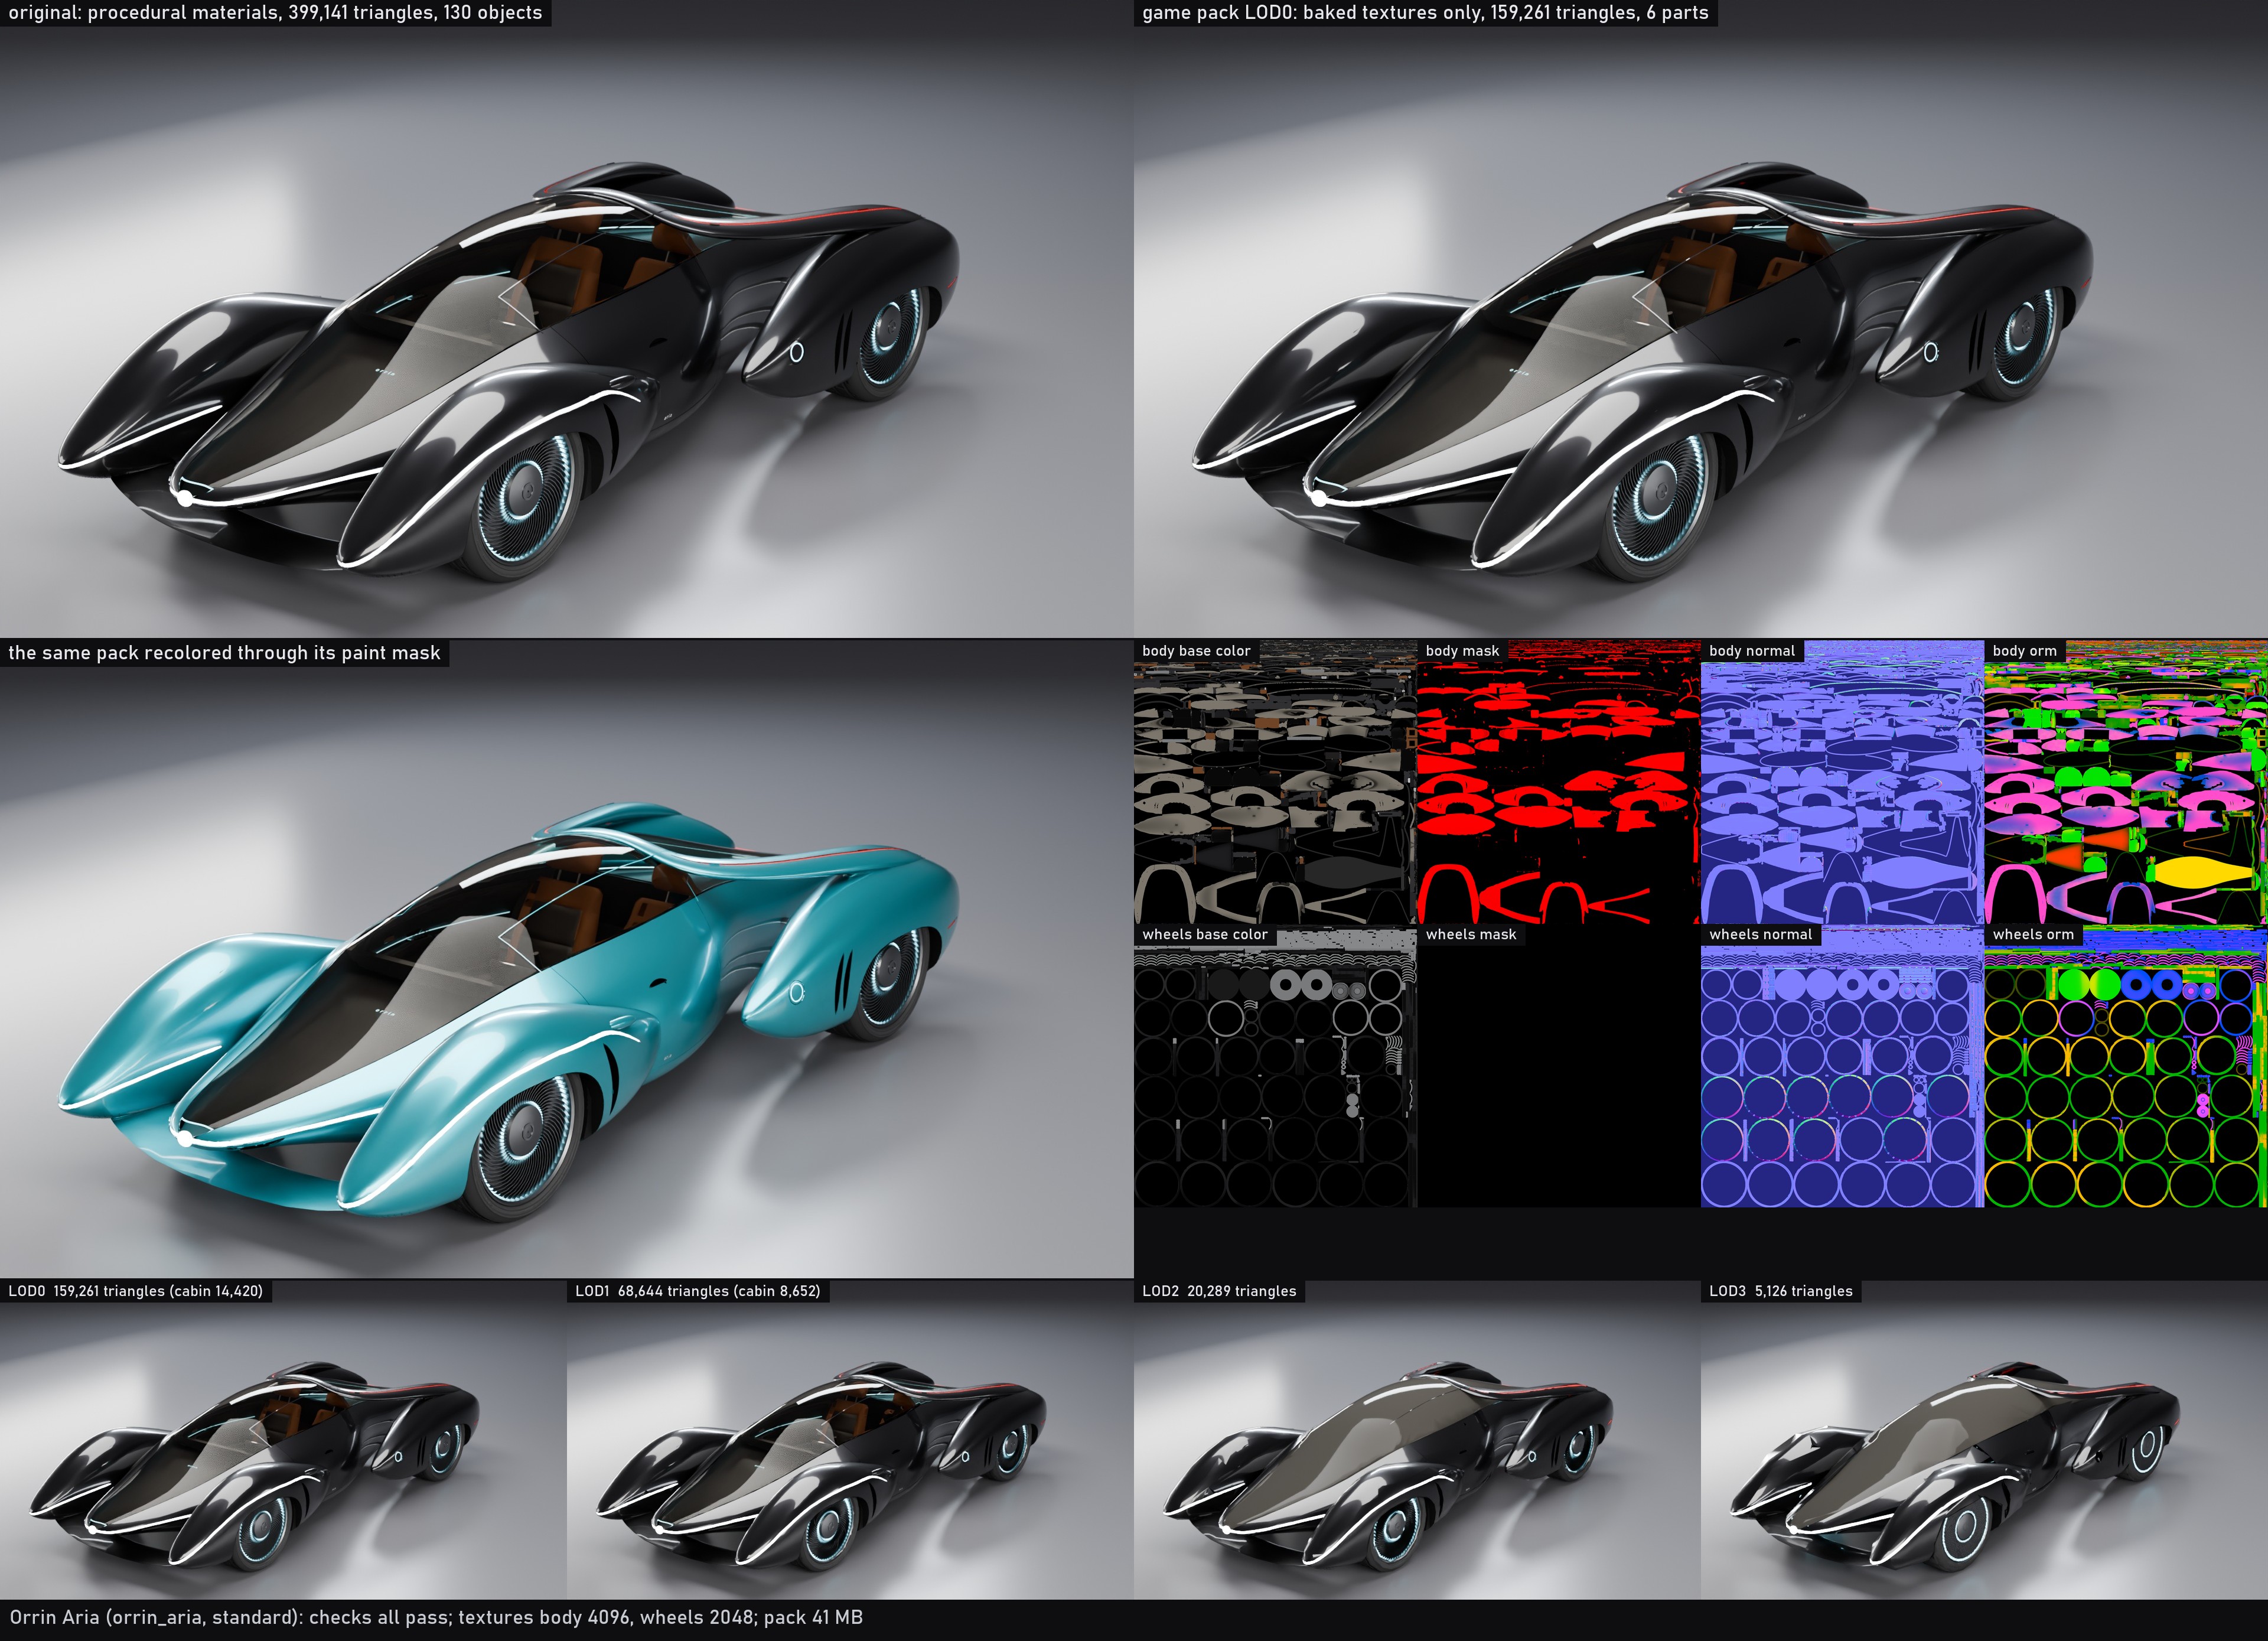 original: procedural materials, 399,141 triangles, 130 objects
game pack LOD0: baked textures only, 159,261 triangles, 6 parts
the same pack recolored through its paint mask
body base color
body mask
body normal
body orm
wheels base color
wheels mask
wheels normal
wheels orm
LOD0 159,261 triangles (cabin 14,420)
LOD1 68,644 triangles (cabin 8,652)
LOD2 20,289 triangles
LOD3 5,126 triangles
Orrin Aria (orrin_aria, standard): checks all pass; textures body 4096, wheels 2048; pack 41 MB